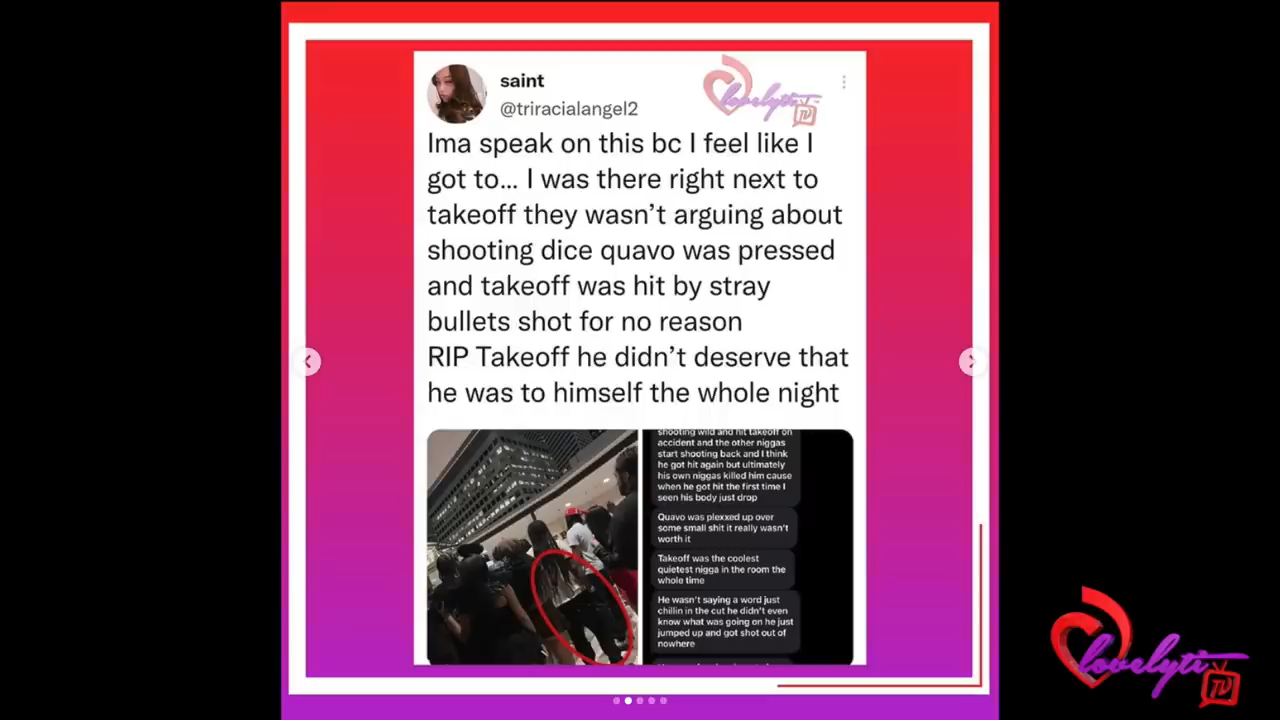 saint
@triracialangel2
lovelyti
TV
Ima speak on this bc I feel like I
got to... I was there right next to
takeoff they wasn't arguing about
shooting dice quavo was pressed
and takeoff was hit by stray
bullets shot for no reason
RIP Takeoff he didn't deserve that
he was to himself the whole night
shooting wild and hit takeoff on
accident and the other niggas
start shooting back and I think
he got hit again but ultimately
his own niggas killed him cause
when he got hit the first time I
seen his body just drop
Quavo was plexxed up over
some small shit it really wasn't
worth it
Takeoff was the coolest
quietest nigga in the room the
whole time
He wasn't saying a word just
chillin in the cut he didn't even
know what was going on he just
jumped up and got shot out of
nowhere
lovelyti
TV